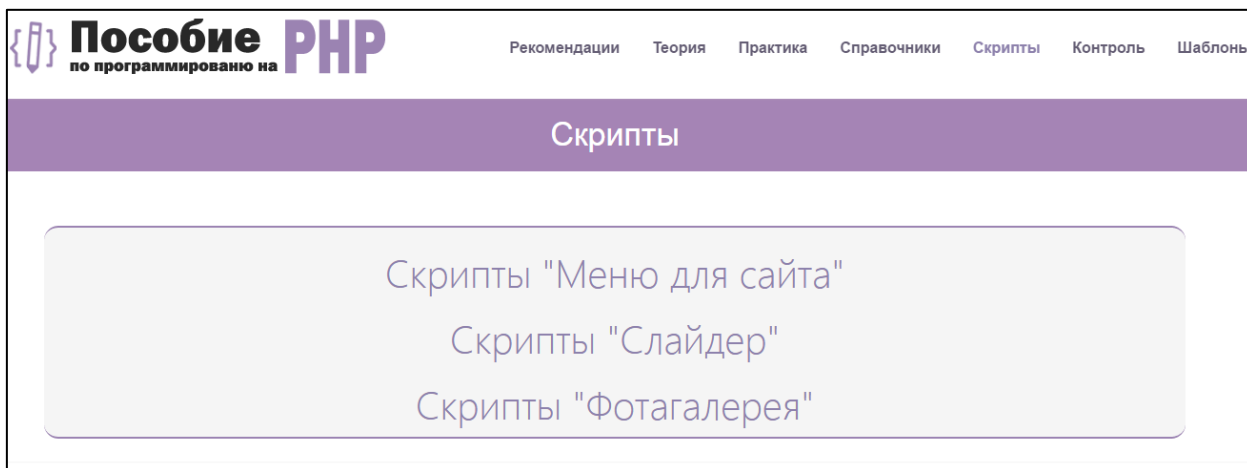 Пособие PHP
по программированю на
Рекомендации Теория Практика Справочники Скрипты Контроль Шаблоны
Скрипты
Скрипты "Меню для сайта"
Скрипты "Слайдер"
Скрипты "Фотагалерея"